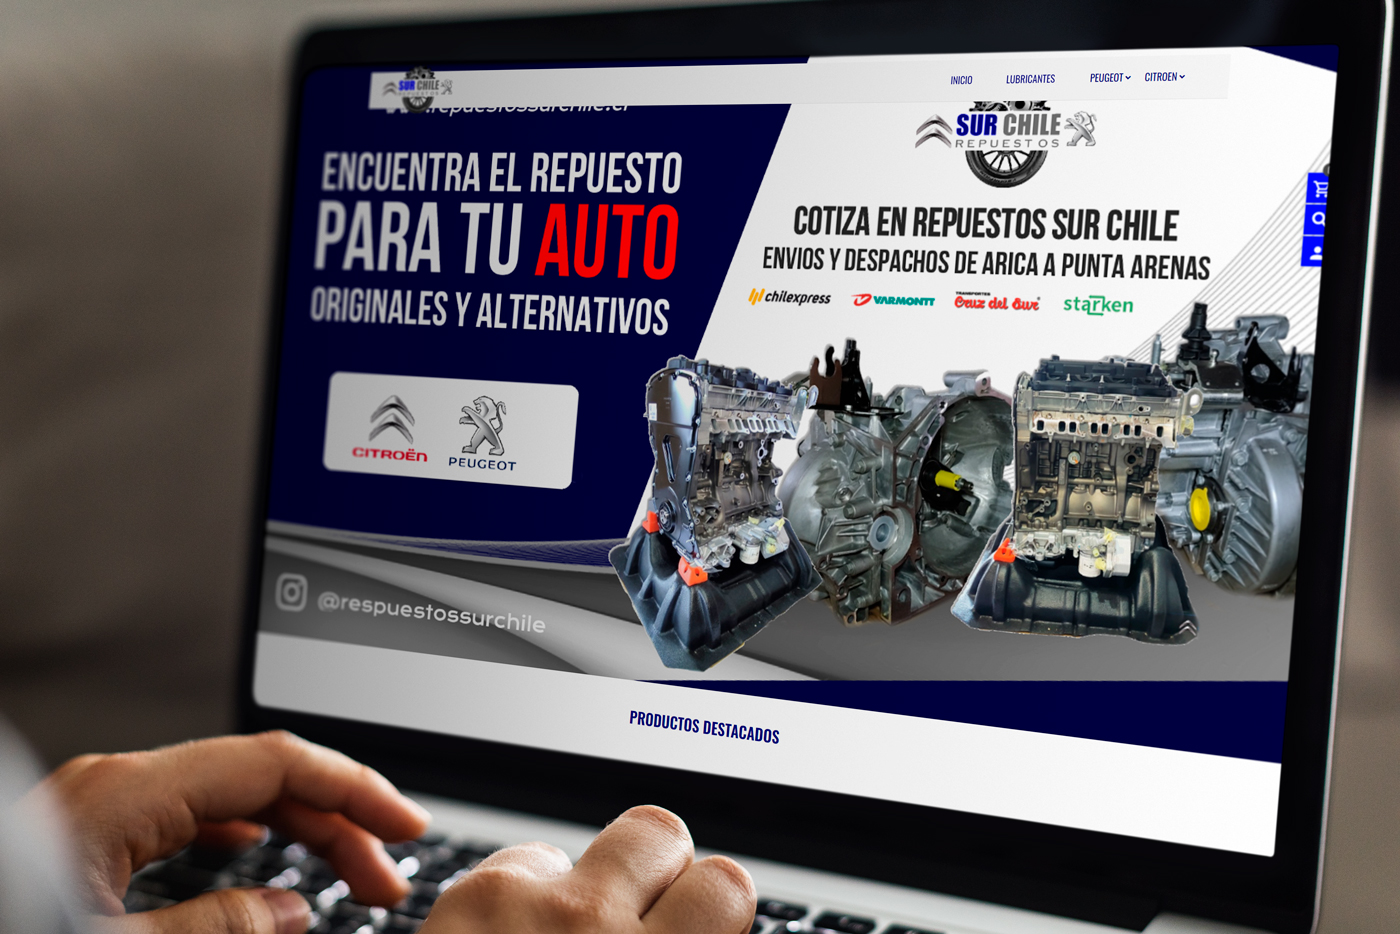 SUR CHILE
REPUESTOS
INICIO
LUBRICANTES
PEUGEOT
CITROEN
.repuestossurchile.cl
ENCUENTRA EL REPUESTO
PARA TU AUTO
ORIGINALES Y ALTERNATIVOS
CITROËN
PEUGEOT
@respuestossurchile
SUR CHILE
REPUESTOS
COTIZA EN REPUESTOS SUR CHILE
ENVIOS Y DESPACHOS DE ARICA A PUNTA ARENAS
chilexpress
VARMONTT
TRANSPORTES
Cruz del Sur
starken
PRODUCTOS DESTACADOS